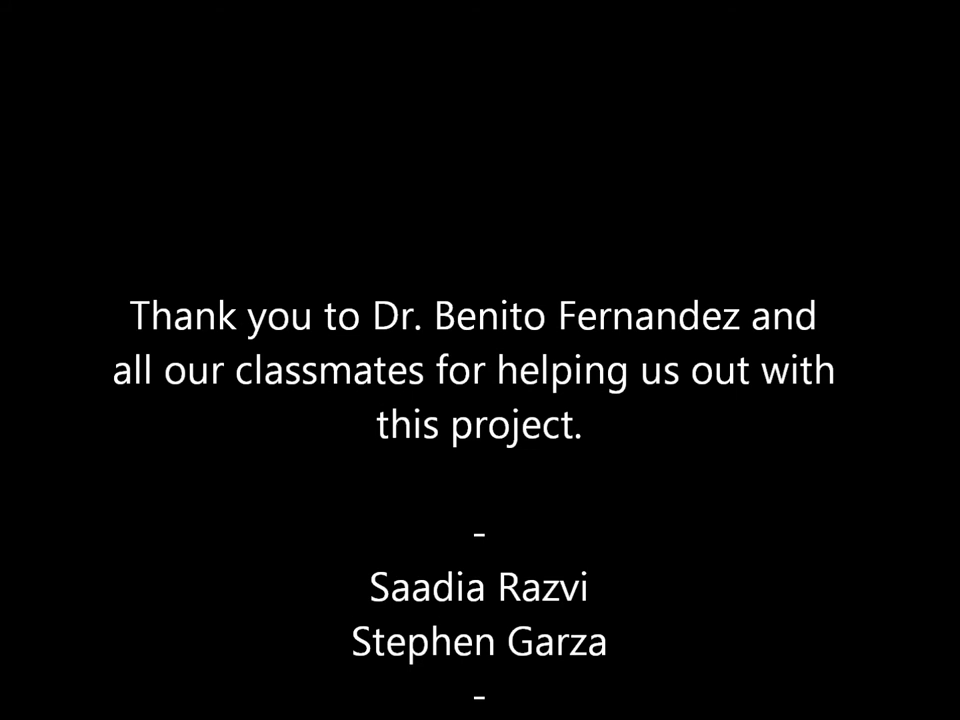 Thank you to Dr. Benito Fernandez and
all our classmates for helping us out with
this project.
-
Saadia Razvi
Stephen Garza
-